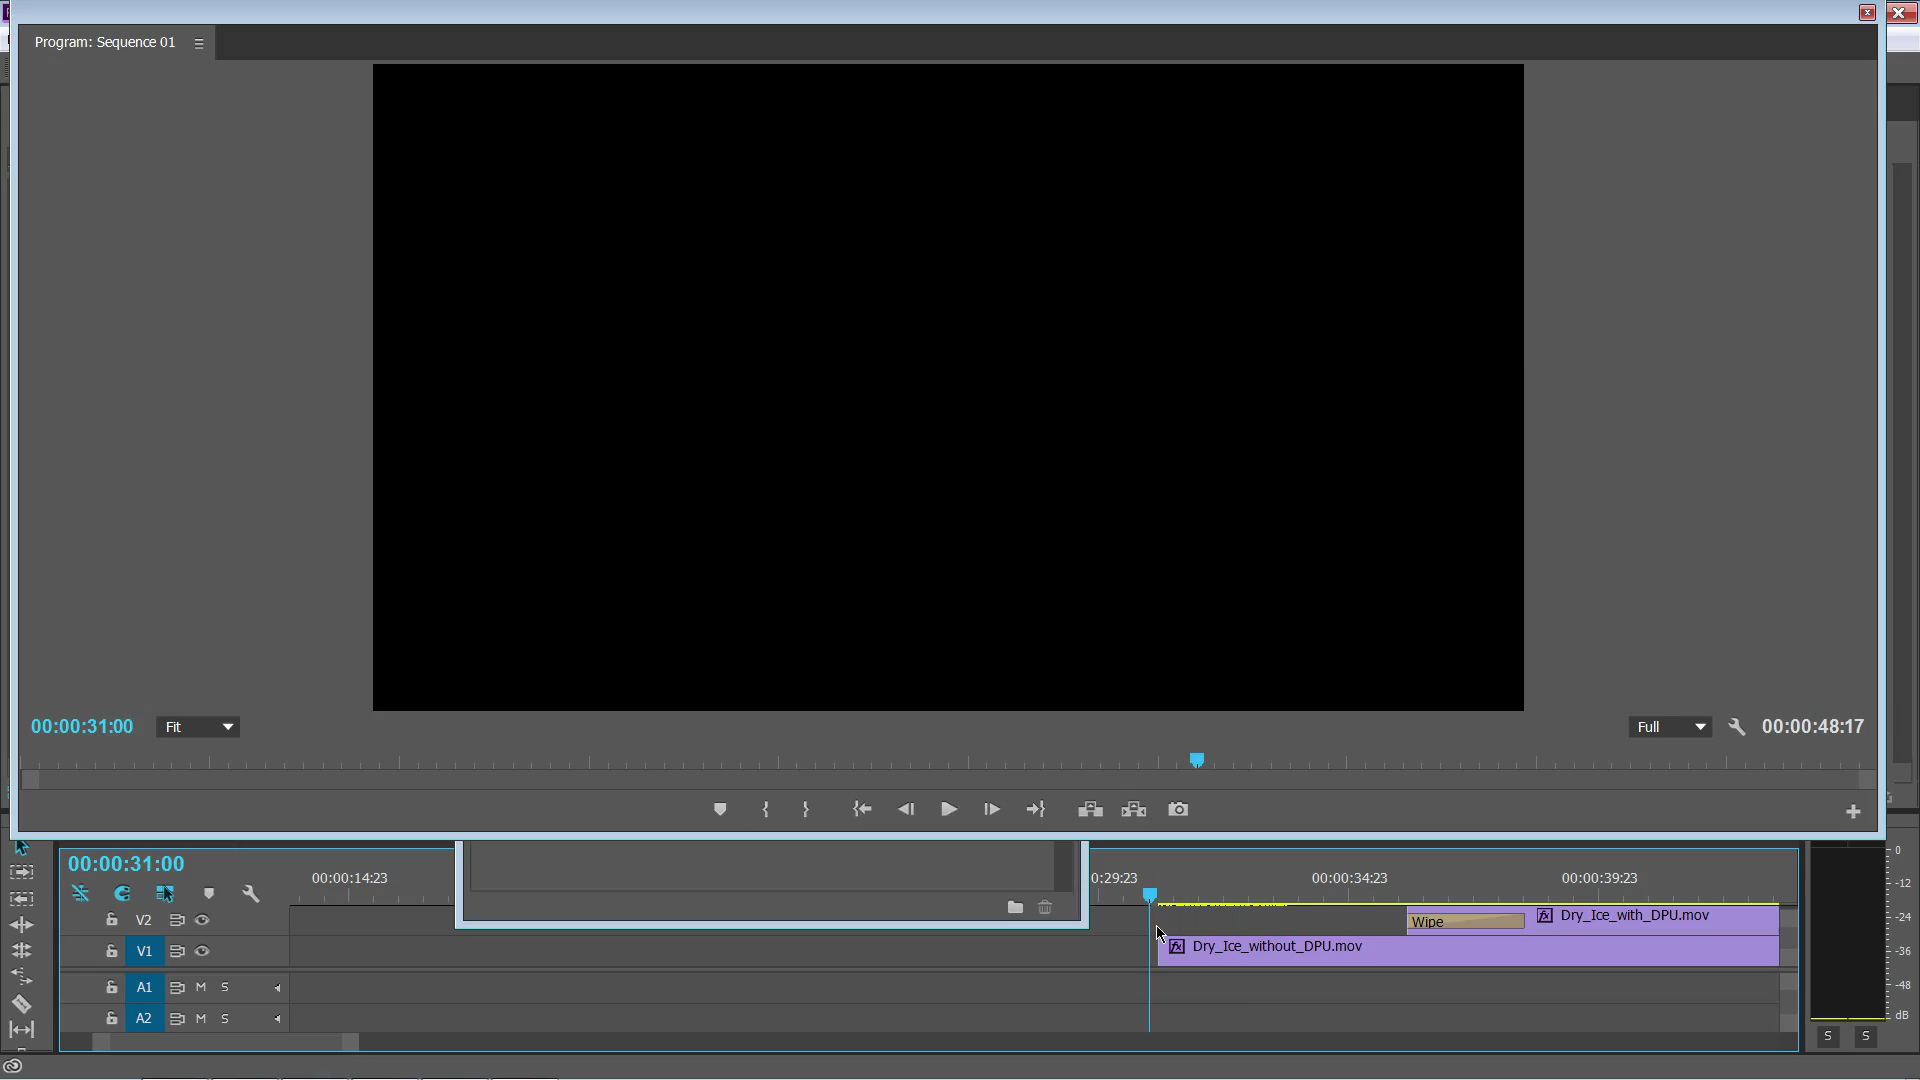 Program: Sequence 01
00:00:31:00
Fit
Full
00:00:48:17
00:00:31:00
00:00:14:23
0:29:23
00:00:34:23
00:00:39:23
V2
Wipe
fx
Dry_Ice_with_DPU.mov
V1
fx
Dry_Ice_without_DPU.mov
A1
M
S
A2
M
S
0
-12
-24
-36
-48
dB
S
S